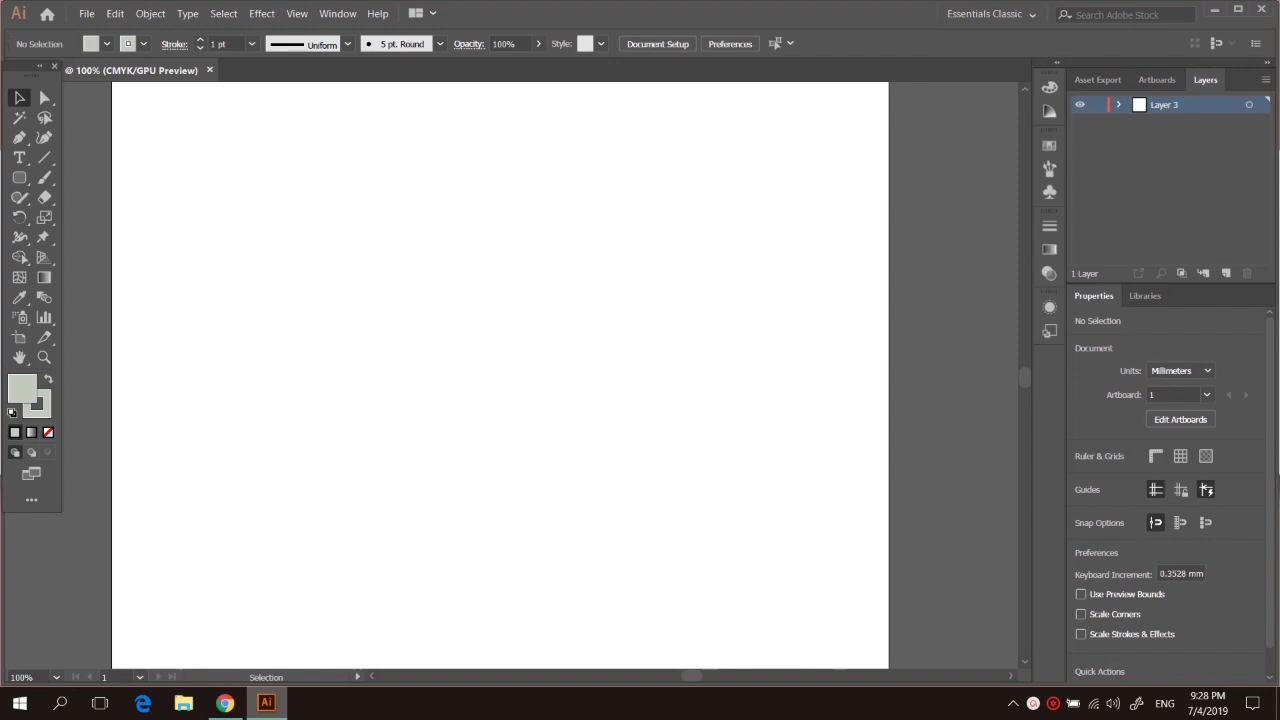 Ai File Edit Object Type Select Effect View Window Help Essentials Classic Search Adobe Stock
No Selection Stroke: 1 pt Uniform 5 pt. Round Opacity: 100% Style: Document Setup Preferences
@ 100% (CMYK/GPU Preview) ×
Asset Export Artboards Layers
Layer 3
1 Layer
Properties Libraries
No Selection
Document
Units: Millimeters
Artboard: 1
Edit Artboards
Ruler & Grids
Guides
Snap Options
Preferences
Keyboard Increment: 0.3528 mm
Use Preview Bounds
Scale Corners
Scale Strokes & Effects
Quick Actions
100% 1 Selection
Ai ENG 9:28 PM
7/4/2019